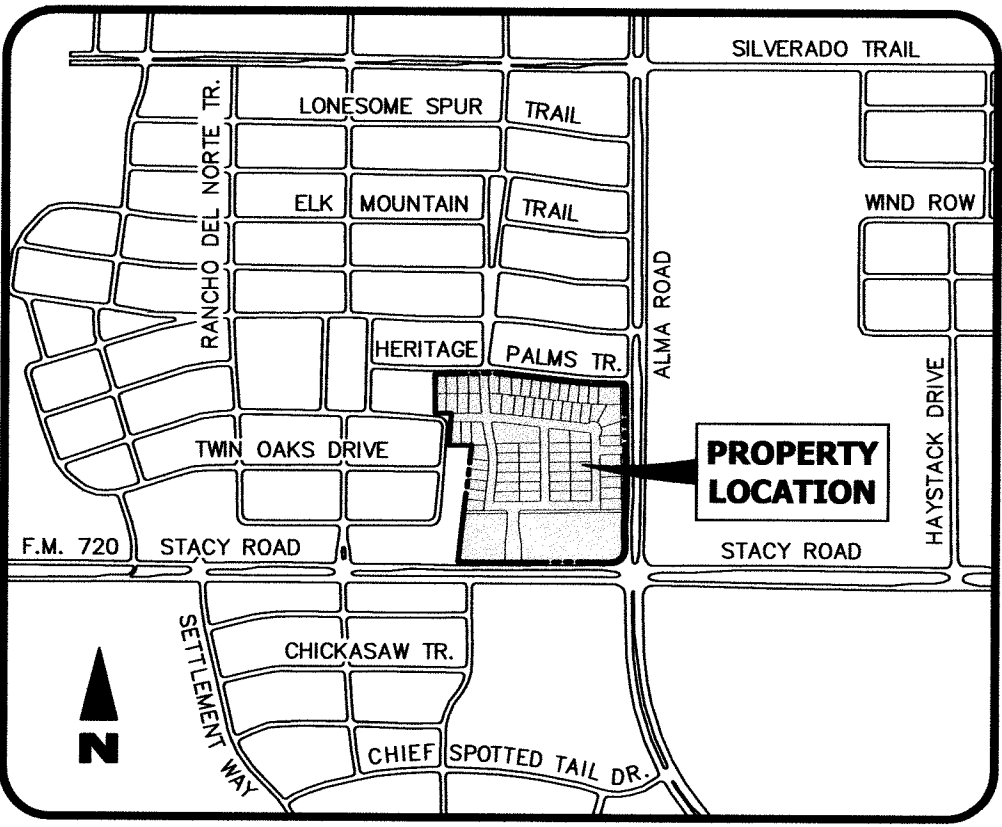 SILVERADO TRAIL
LONESOME SPUR TRAIL
RANCHO DEL NORTE TR.
ELK MOUNTAIN TRAIL
WIND ROW
ALMA ROAD
HERITAGE PALMS TR.
HAYSTACK DRIVE
TWIN OAKS DRIVE
PROPERTY
LOCATION
F.M. 720 STACY ROAD
STACY ROAD
SETTLEMENT WAY
CHICKASAW TR.
N
CHIEF SPOTTED TAIL DR.